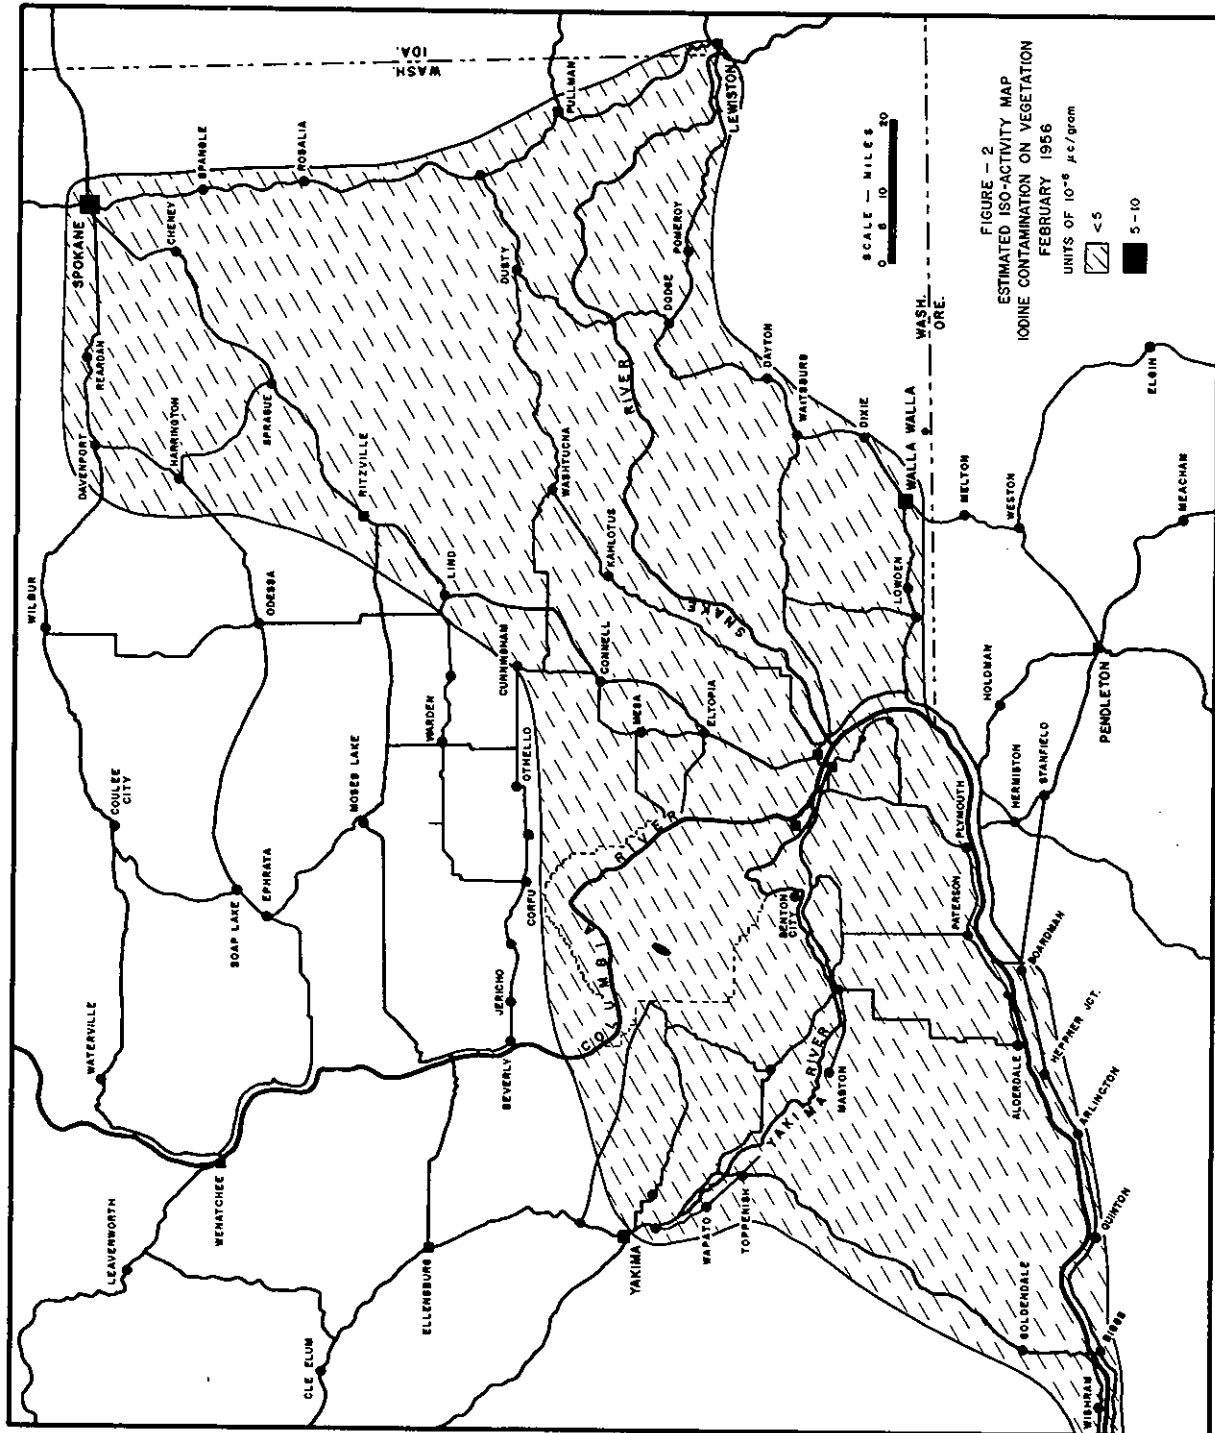 FIGURE - 2
ESTIMATED ISO-ACTIVITY MAP
IODINE CONTAMINATION ON VEGETATION
FEBRUARY 1956
UNITS OF 10⁻⁶ µc/gram
<5
5-10
SCALE - MILES
0 5 10 20
WASH.
IDA.
WASH.
ORE.
LEAVENWORTH
WATERVILLE
WENATCHEE
CLE ELUM
ELLENSBURG
COULEE
CITY
WILBUR
SOAP LAKE
EPHRATA
ODESSA
MOSES LAKE
DAVENPORT
REARDAN
SPOKANE
HARRINGTON
CHENEY
SPANGLE
SPRAGUE
ROSALIA
RITZVILLE
LIND
WARDEN
BEVERLY
JERICHO
CORFU
OTHELLO
CUNNINGHAM
WASHTUCNA
DUSTY
PULLMAN
YAKIMA
COLUMBIA RIVER
MESA
CONNELL
KAHLOTUS
ELTOPIA
SNAKE
RIVER
WAPATO
TOPPENISH
YAKIMA RIVER
MABTON
BENTON
CITY
DODGE
POMEROY
LEWISTON
DAYTON
WAITSBURG
DIXIE
WALLA WALLA
LOWDEN
PATERSON
PLYMOUTH
GOLDENDALE
ALDERDALE
BOARDMAN
HEPPNER JCT.
ARLINGTON
QUINTON
BIGGS
WISHRAM
HERMISTON
STANFIELD
HOLDMAN
PENDLETON
MELTON
WESTON
MEACHAM
ELGIN